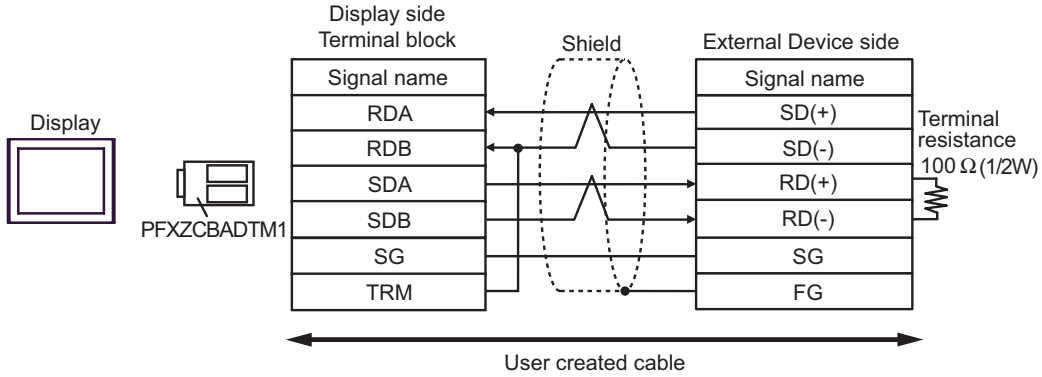 Display side
Terminal block
Shield
External Device side
Signal name
Signal name
RDA
SD(+)
RDB
SD(-)
SDA
RD(+)
SDB
RD(-)
SG
SG
TRM
FG
Terminal
resistance
100 Ω (1/2W)
Display
PFXZCBADTM1
User created cable